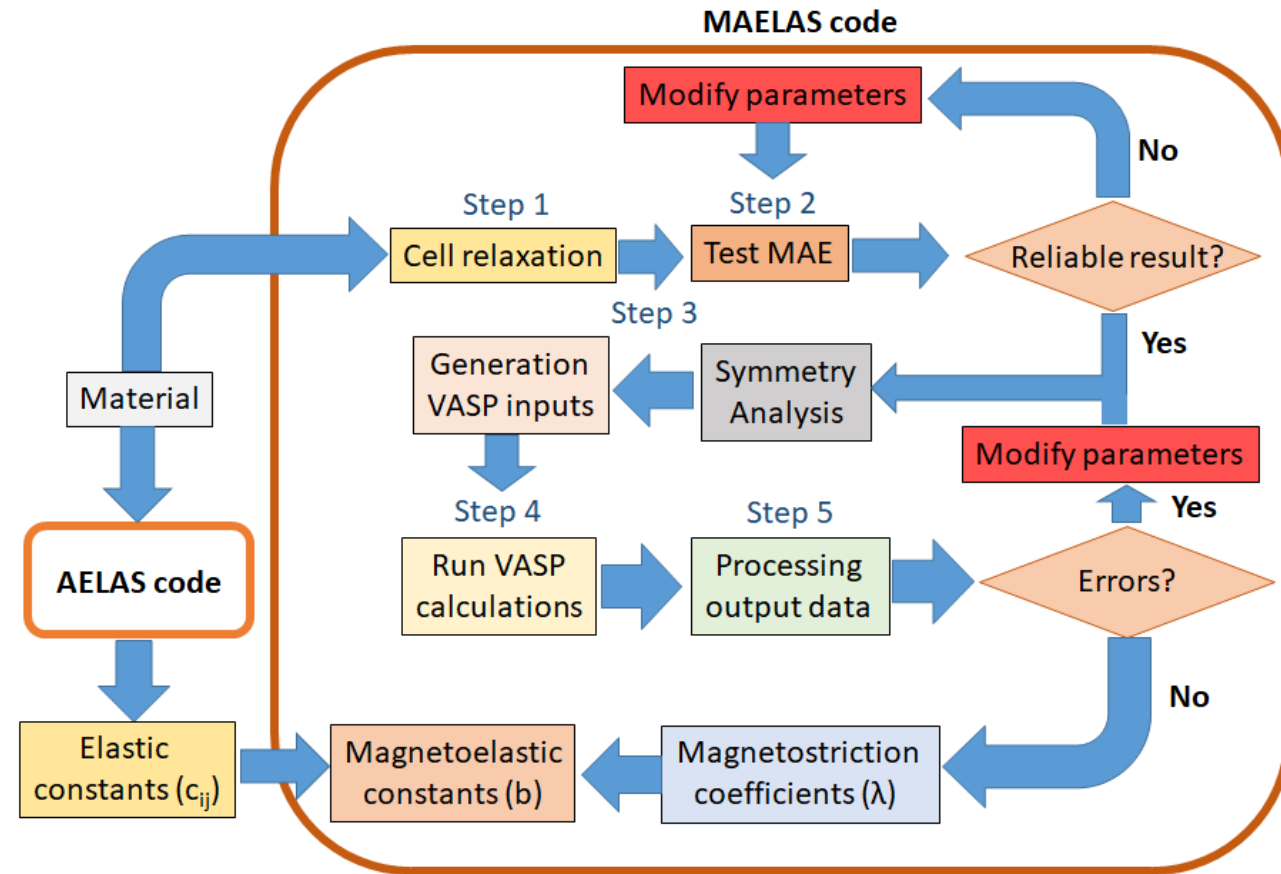 MAELAS code
Modify parameters
No
Step 1
Step 2
Cell relaxation
Test MAE
Reliable result?
Step 3
Yes
Generation
VASP inputs
Symmetry
Analysis
Material
Modify parameters
Yes
Step 4
Step 5
AELAS code
Run VASP
calculations
Processing
output data
Errors?
No
Elastic
constants (cij)
Magnetoelastic
constants (b)
Magnetostriction
coefficients (λ)